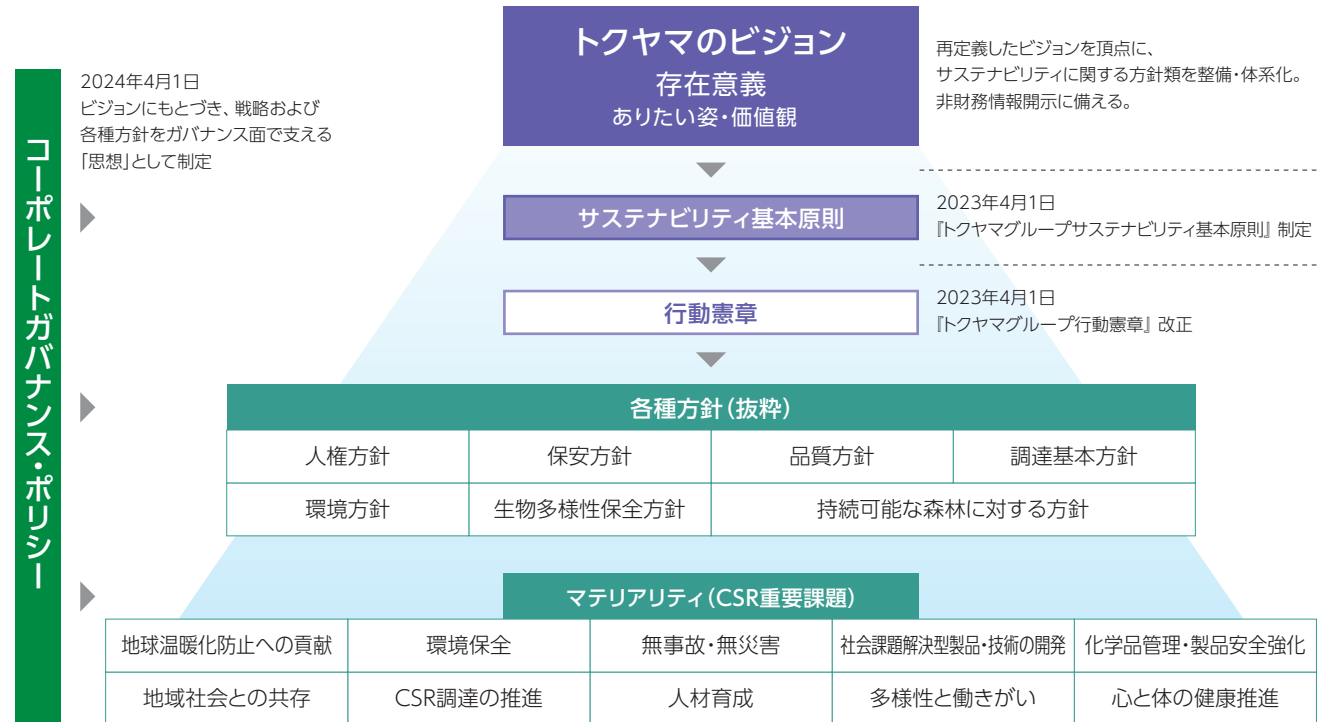 コーポレートガバナンス・ポリシー
2024年4月1日
ビジョンにもとづき、戦略および
各種方針をガバナンス面で支える
「思想」として制定
トクヤマのビジョン
存在意義
ありたい姿・価値観
再定義したビジョンを頂点に、
サステナビリティに関する方針類を整備・体系化。
非財務情報開示に備える。
サステナビリティ基本原則
2023年4月1日
『トクヤマグループサステナビリティ基本原則』 制定
行動憲章
2023年4月1日
『トクヤマグループ行動憲章』 改正
各種方針（抜粋）
人権方針
保安方針
品質方針
調達基本方針
環境方針
生物多様性保全方針
持続可能な森林に対する方針
マテリアリティ（CSR重要課題）
地球温暖化防止への貢献
環境保全
無事故・無災害
社会課題解決型製品・技術の開発
化学品管理・製品安全強化
地域社会との共存
CSR調達の推進
人材育成
多様性と働きがい
心と体の健康推進